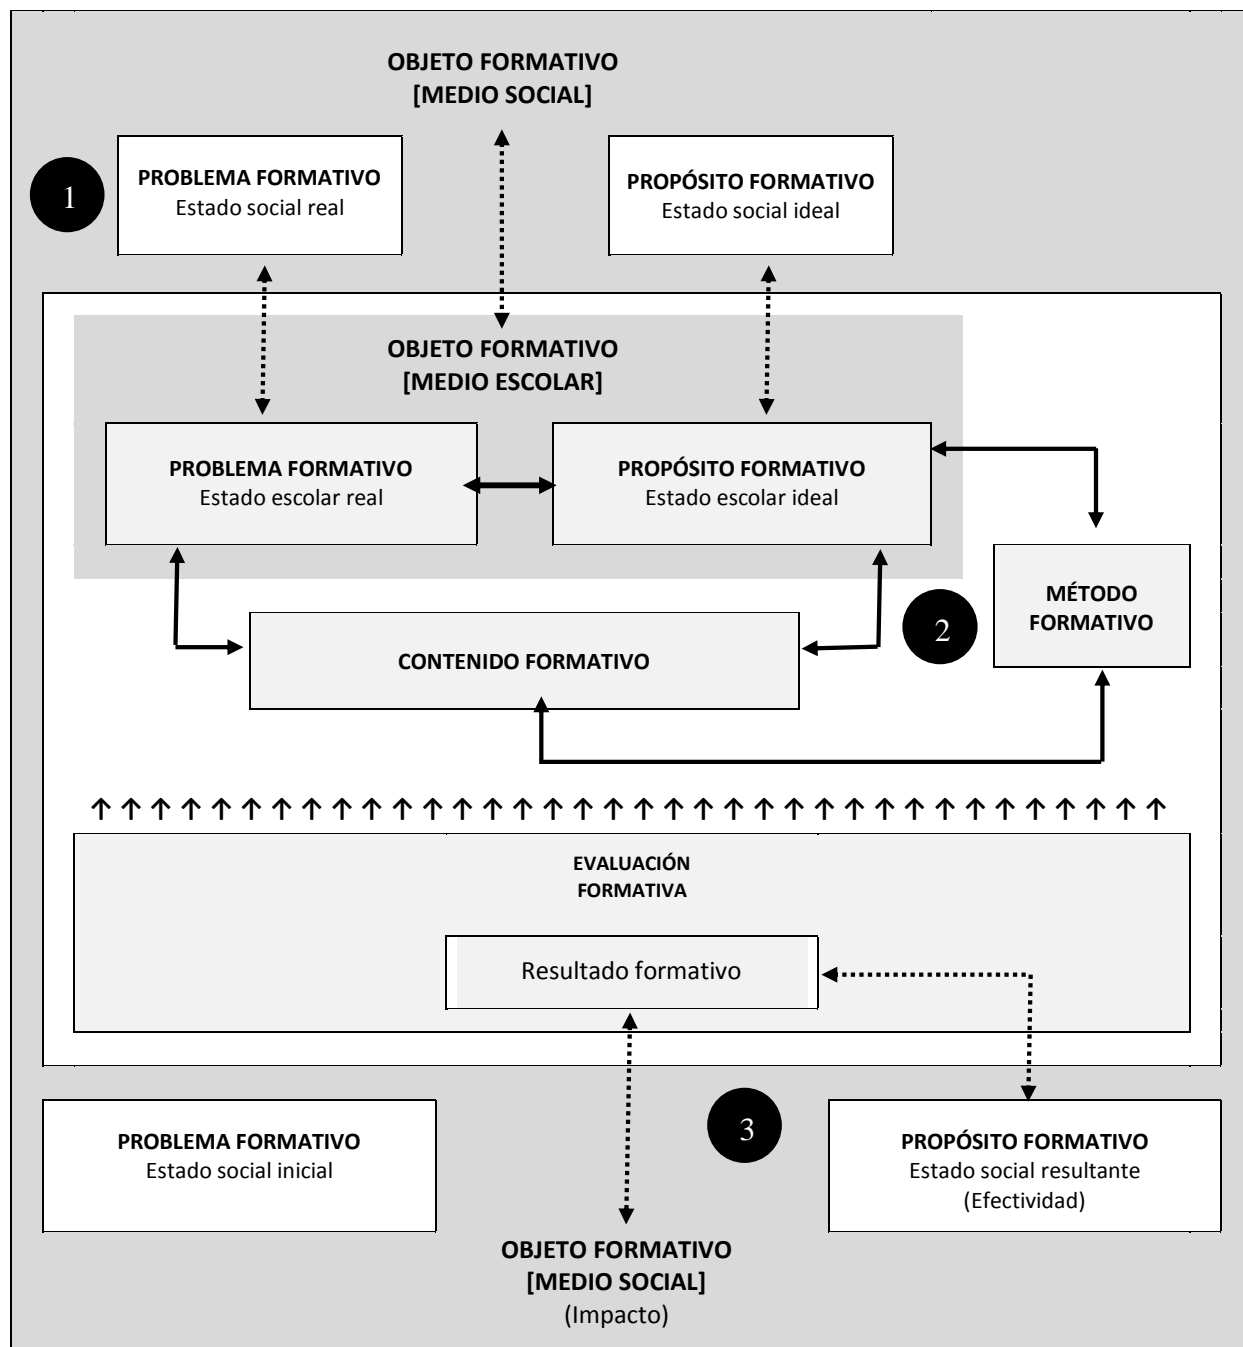 OBJETO FORMATIVO
[MEDIO SOCIAL]
1
PROBLEMA FORMATIVO
Estado social real
PROPÓSITO FORMATIVO
Estado social ideal
OBJETO FORMATIVO
[MEDIO ESCOLAR]
PROBLEMA FORMATIVO
Estado escolar real
PROPÓSITO FORMATIVO
Estado escolar ideal
2
MÉTODO
FORMATIVO
CONTENIDO FORMATIVO
EVALUACIÓN
FORMATIVA
Resultado formativo
3
PROBLEMA FORMATIVO
Estado social inicial
PROPÓSITO FORMATIVO
Estado social resultante
(Efectividad)
OBJETO FORMATIVO
[MEDIO SOCIAL]
(Impacto)